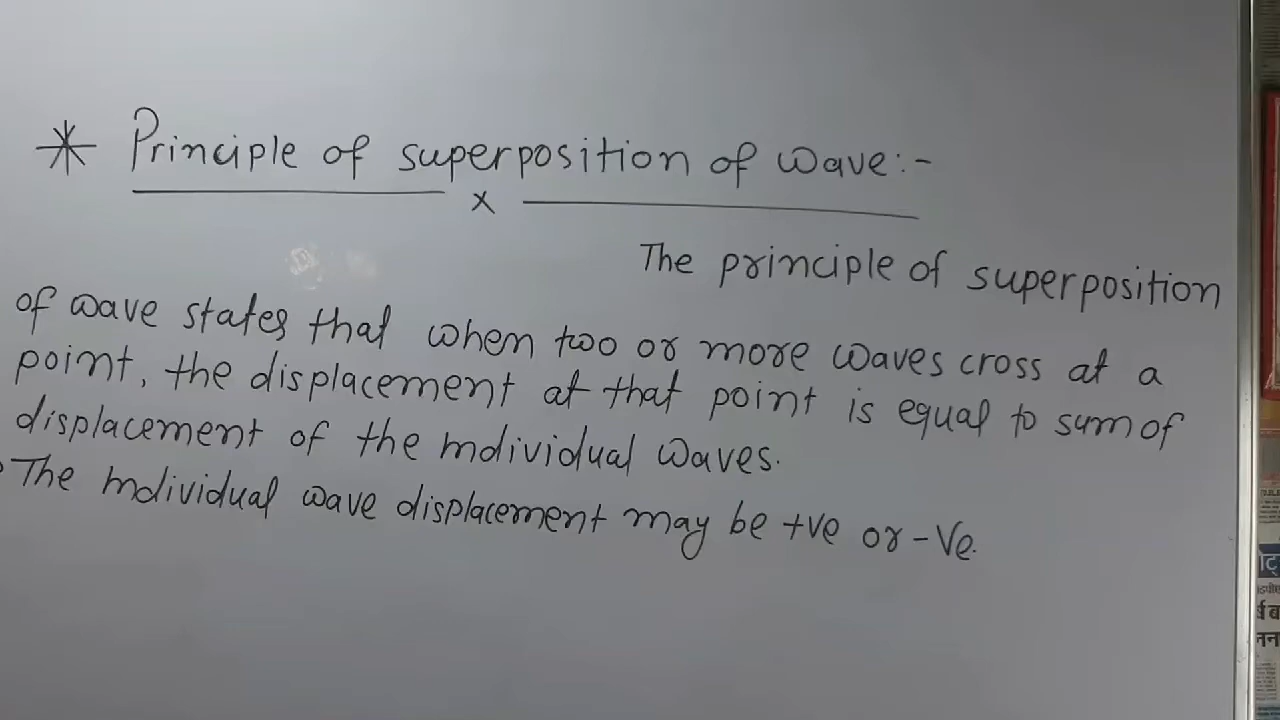 * Principle of superposition of wave:-
x
The principle of superposition
of wave states that when two or more waves cross at a
point, the displacement at that point is equal to sum of
displacement of the individual waves.
The individual wave displacement may be +ve or -ve.